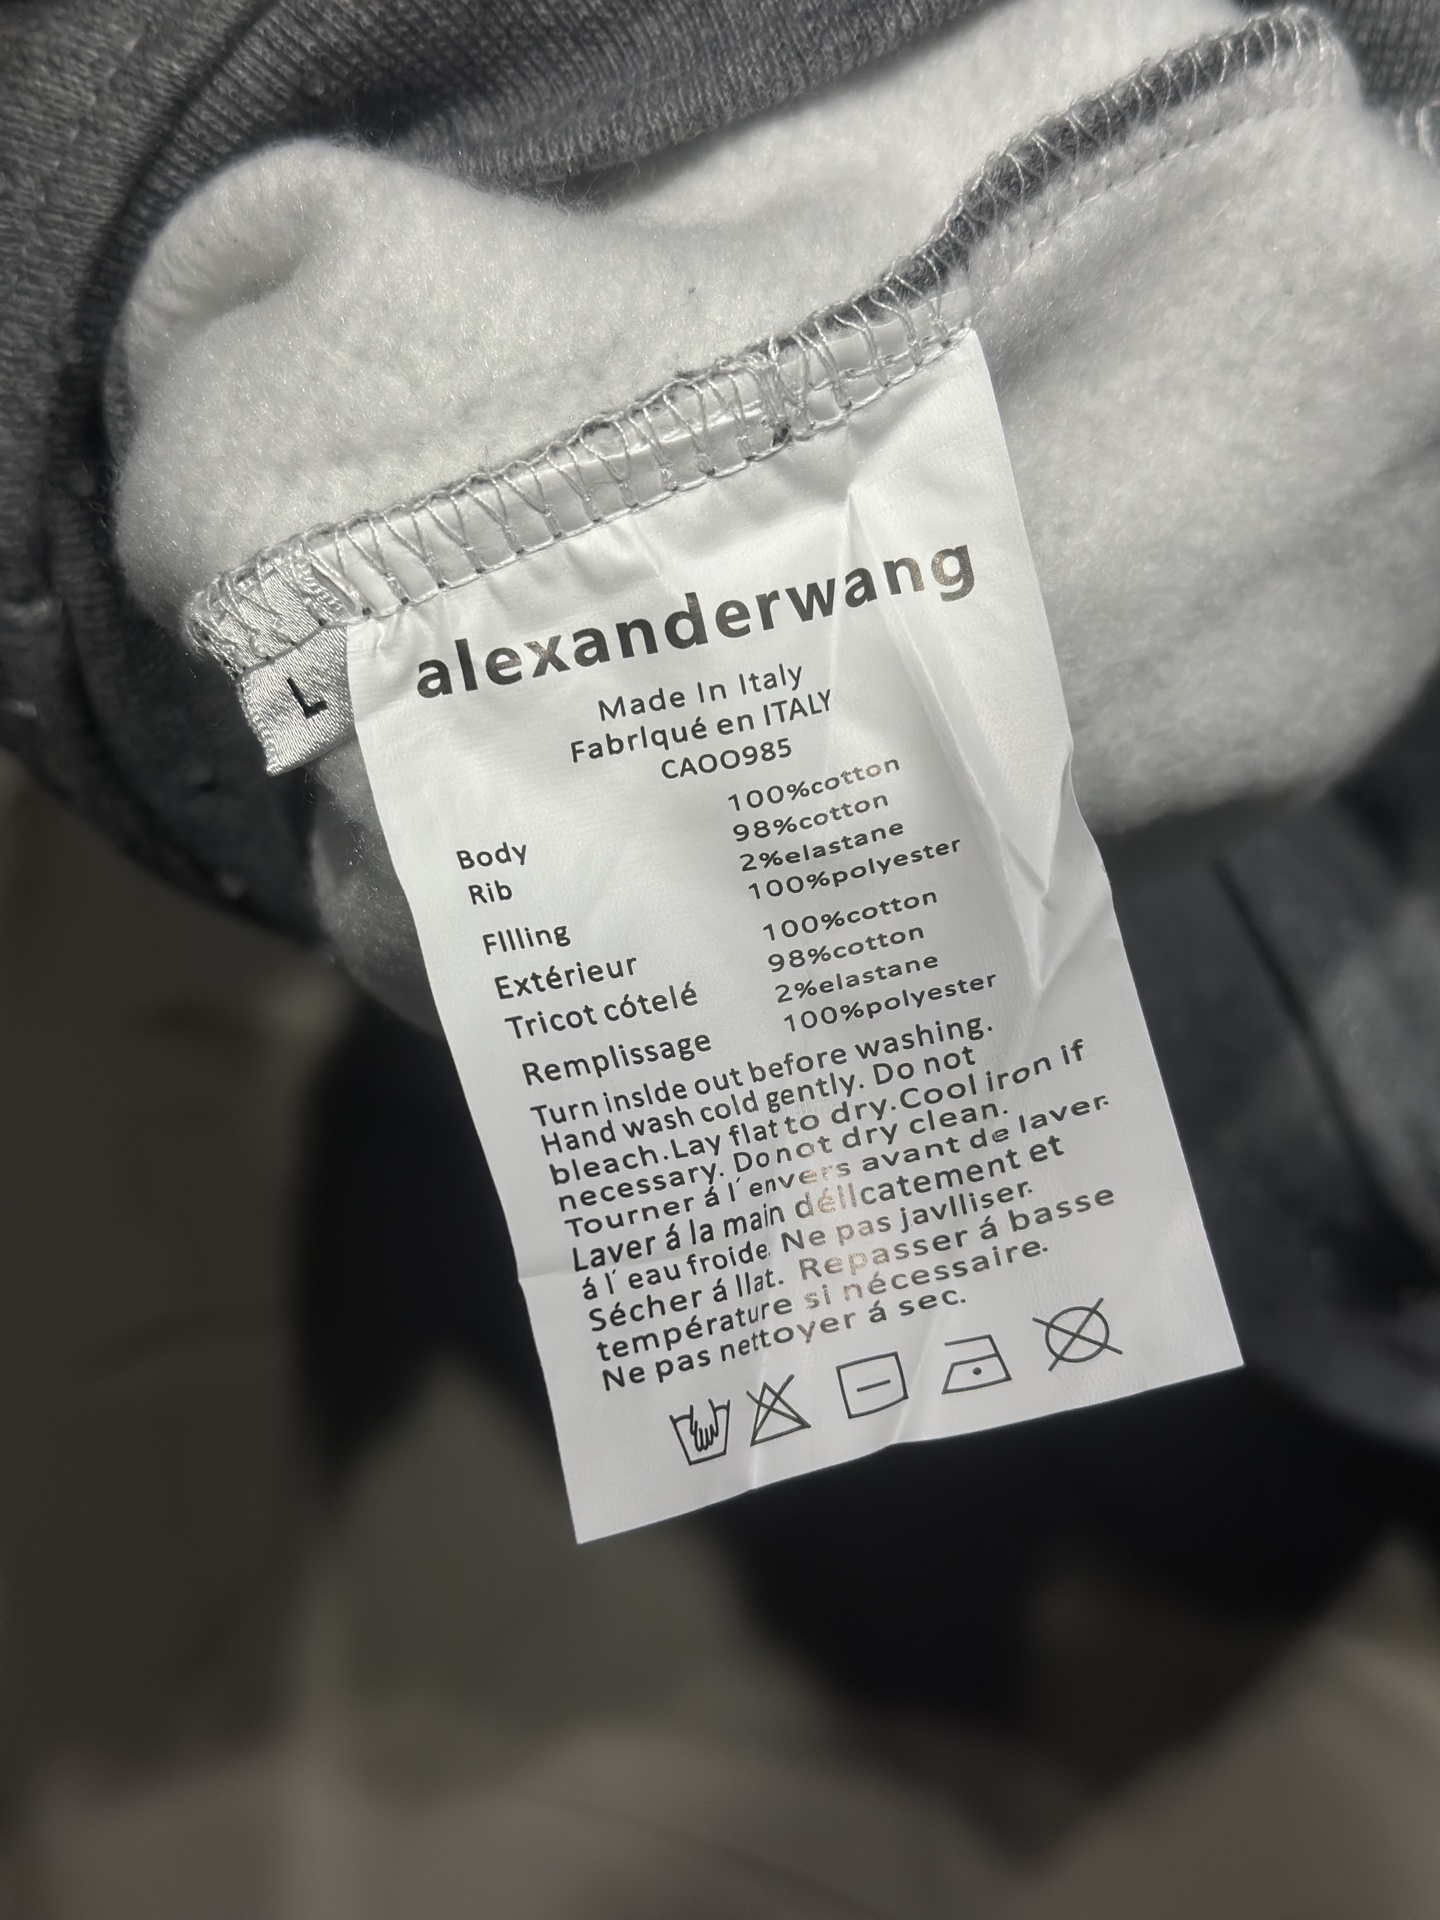 L
alexanderwang
Made In Italy
Fabrlqué en ITALY
CAOO985
100%cotton
Body 98%cotton
Rib 2%elastane
100%polyester
Fllling 100%cotton
Extérieur 98%cotton
Tricot cótelé 2%elastane
Remplissage 100%polyester
Turn inslde out before washing.
Hand wash cold gently. Do not
bleach.Lay flat to dry.Cool iron if
necessary. Donot dry clean.
Tourner á l´envers avant de laver.
Laver á la main déllcatement et
á l´ eau froide. Ne pas javlliser.
Sécher á llat. Repasser á basse
température si nécessaire.
Ne pas nettoyer á sec.